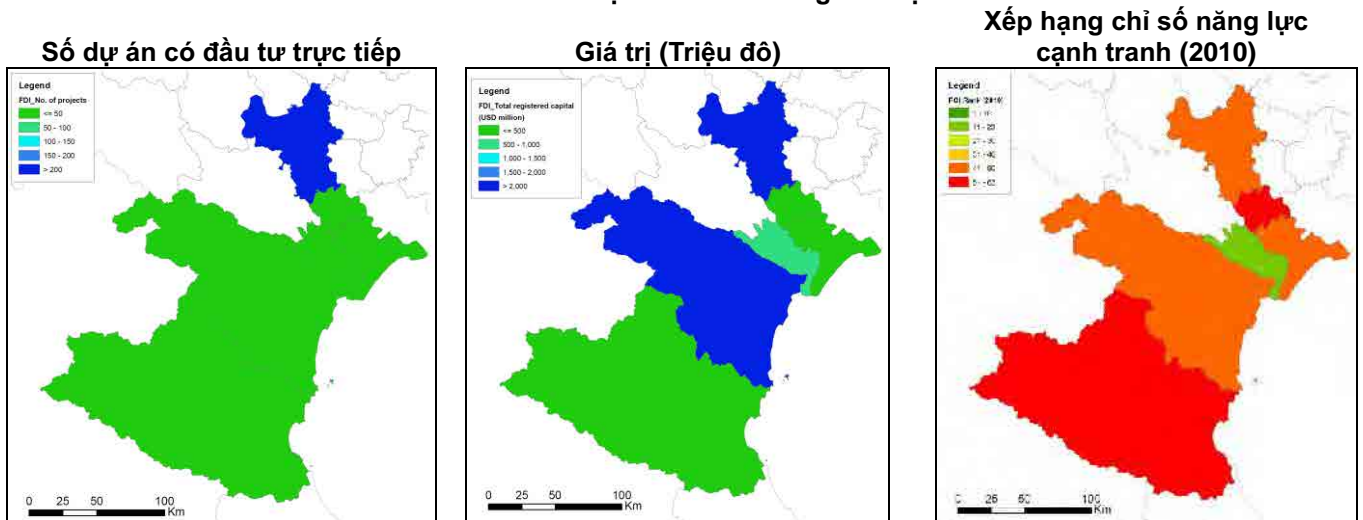 Số dự án có đầu tư trực tiếp
Legend
FDI_No. of projects
<= 50
50 - 100
100 - 150
150 - 200
> 200
0 25 50 100
Km
Giá trị (Triệu đô)
Legend
FDI_Total registered capital
(USD million)
<= 500
500 - 1,000
1,000 - 1,500
1,500 - 2,000
> 2,000
0 25 50 100
Km
Xếp hạng chỉ số năng lực
cạnh tranh (2010)
Legend
0 25 50 100
Km